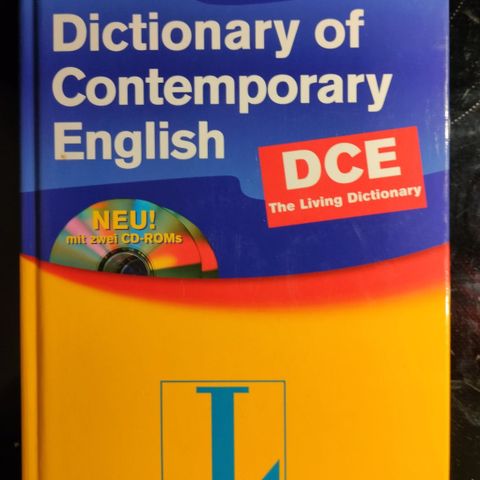 Dictionary of
Contemporary
English
DCE
The Living Dictionary
NEU!
mit zwei CD-ROMs
L